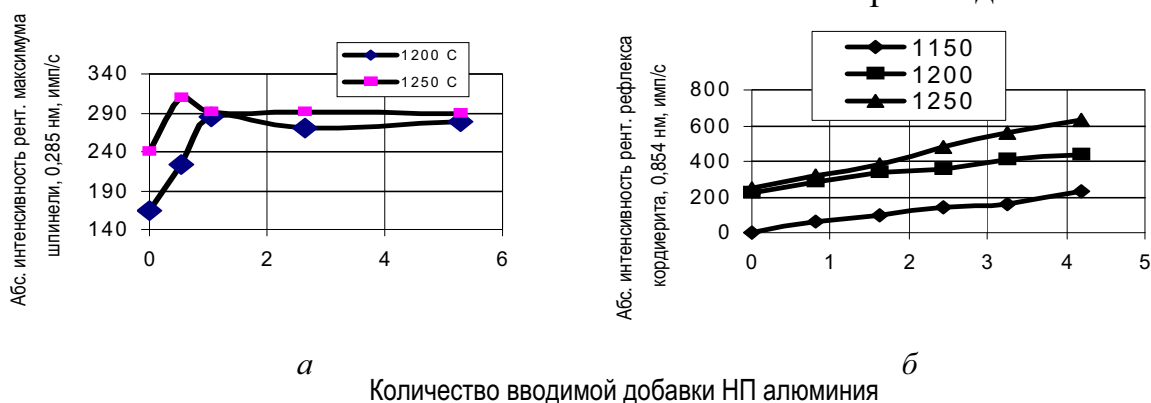 Абс. интенсивность рент. максимума
шпинели, 0,285 нм, имп/с
340
290
240
190
140
0
2
4
6
1200 С
1250 С
а
Абс. интенсивность рент. рефлекса
кордиерита, 0,854 нм, имп/с
800
600
400
200
0
0
1
2
3
4
5
1150
1200
1250
б
Количество вводимой добавки НП алюминия